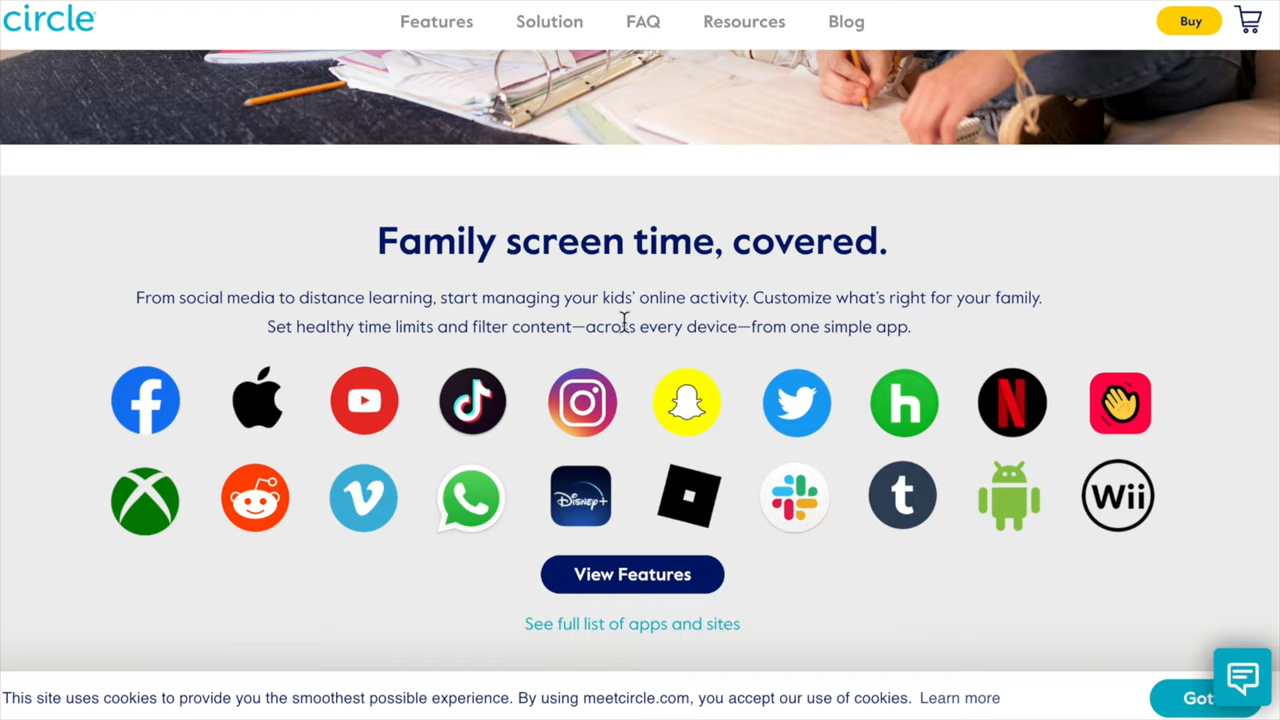 circle
Features Solution FAQ Resources Blog
Buy
Family screen time, covered.
From social media to distance learning, start managing your kids’ online activity. Customize what’s right for your family.
Set healthy time limits and filter content—across every device—from one simple app.
h N
Disney+ t Wii
View Features
See full list of apps and sites
This site uses cookies to provide you the smoothest possible experience. By using meetcircle.com, you accept our use of cookies. Learn more
Got